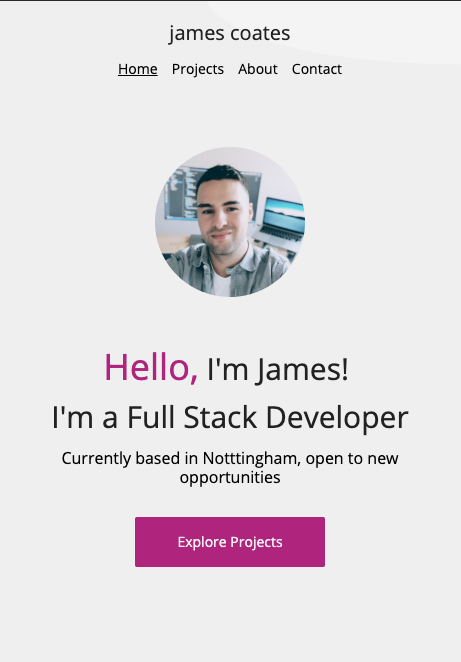 james coates
Home Projects About Contact
Hello, I'm James!
I'm a Full Stack Developer
Currently based in Notttingham, open to new
opportunities
Explore Projects